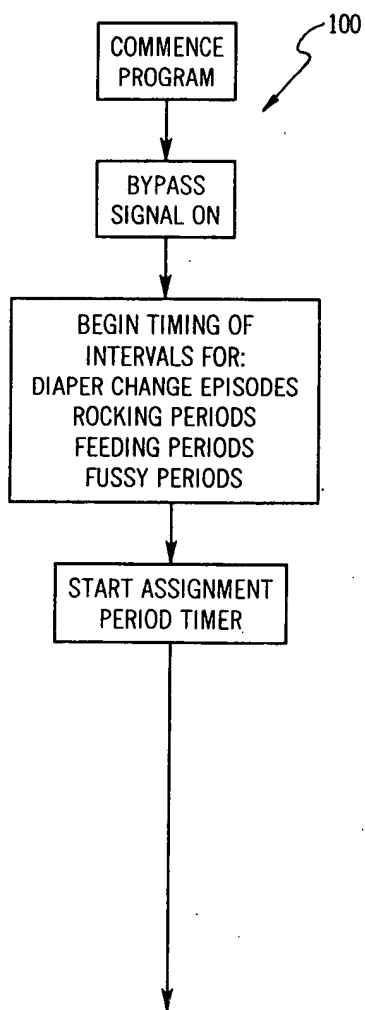 100
COMMENCE
PROGRAM
BYPASS
SIGNAL ON
BEGIN TIMING OF
INTERVALS FOR:
DIAPER CHANGE EPISODES
ROCKING PERIODS
FEEDING PERIODS
FUSSY PERIODS
START ASSIGNMENT
PERIOD TIMER